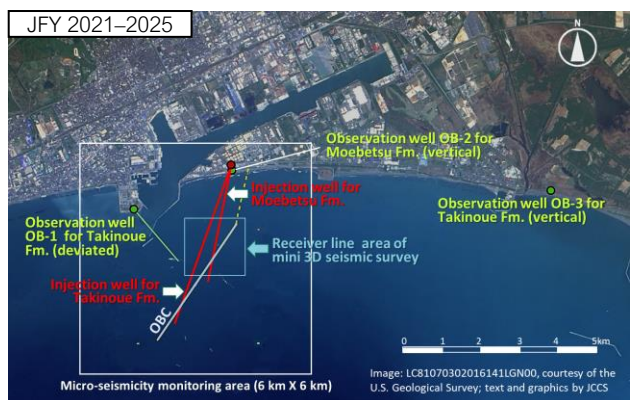 JFY 2021–2025
N
Observation well OB-2 for
Moebetsu Fm. (vertical)
Injection well for
Moebetsu Fm.
Observation well OB-3 for
Takinoue Fm. (vertical)
Observation well
OB-1 for Takinoue
Fm. (deviated)
Receiver line area of
mini 3D seismic survey
Injection well for
Takinoue Fm.
OBC
0 1 2 3 4 5km
Micro-seismicity monitoring area (6 km X 6 km)
Image: LC81070302016141LGN00, courtesy of the
U.S. Geological Survey; text and graphics by JCCS